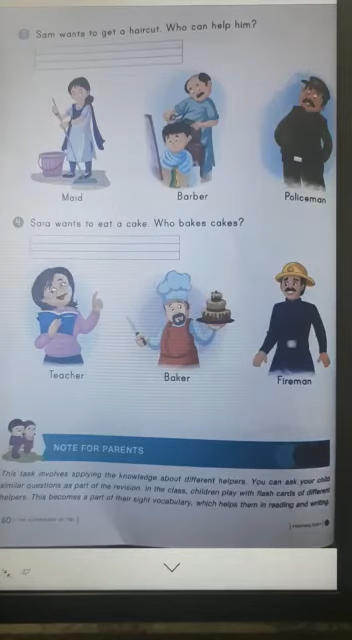 3 Sam wants to get a haircut. Who can help him?
Maid Barber Policeman
4 Sara wants to eat a cake. Who bakes cakes?
Teacher Baker Fireman
NOTE FOR PARENTS
This task involves applying the knowledge about different helpers. You can ask your child
similar questions as part of the revision. In the class, children play with flash cards of different
helpers. This becomes a part of their sight vocabulary, which helps them in reading and writing.
60